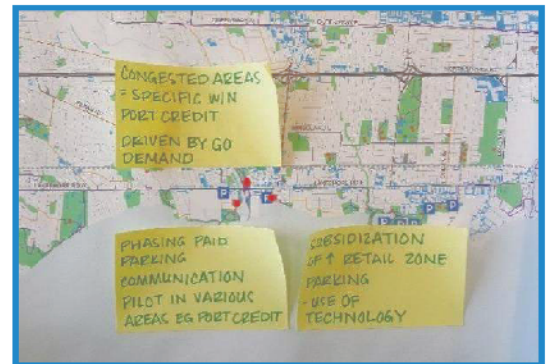 CONGESTED AREAS
= SPECIFIC W/N
PORT CREDIT
DRIVEN BY GO
DEMAND
P
P
P
P
PHASING PAID
PARKING
COMMUNICATION
PILOT IN VARIOUS
AREAS EG PORT CREDIT
SUBSIDIZATION
OF ↑ RETAIL ZONE
PARKING
- USE OF
TECHNOLOGY